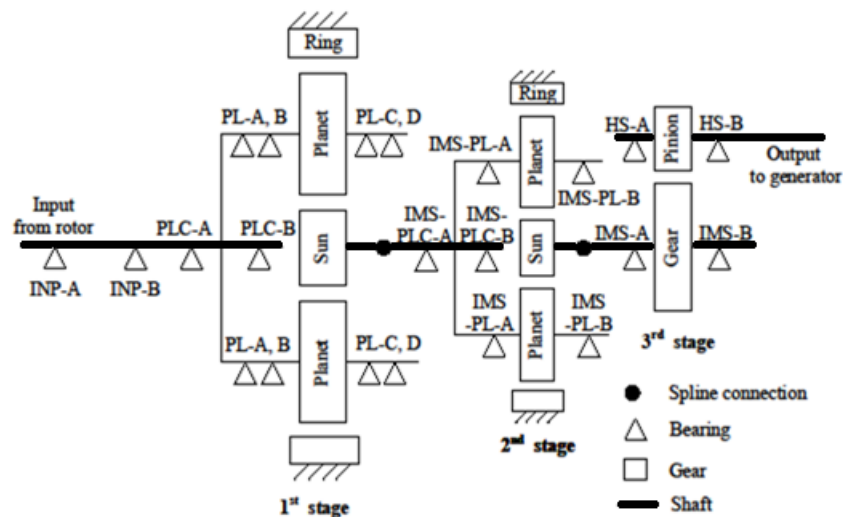 Ring
PL-A, B
Planet
PL-C, D
Ring
IMS-PL-A
Planet
IMS-PL-B
HS-A
Pinion
HS-B
Output
to generator
Input
from rotor
PLC-A
PLC-B
INP-A
INP-B
Sun
IMS-
PLC-A
IMS-
PLC-B
Sun
IMS-A
Gear
IMS-B
PL-A, B
Planet
PL-C, D
IMS
-PL-A
Planet
IMS
-PL-B
3rd stage
2nd stage
1st stage
Spline connection
Bearing
Gear
Shaft